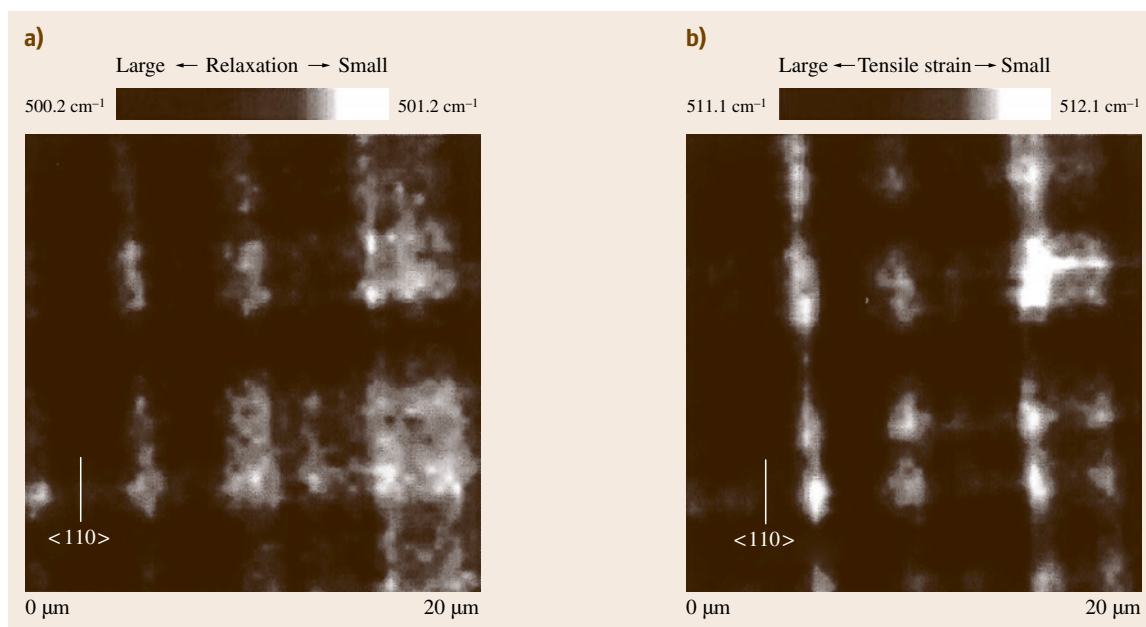 a)
Large ← Relaxation → Small
500.2 cm⁻¹ 501.2 cm⁻¹
<110>
0 µm 20 µm
b)
Large ← Tensile strain → Small
511.1 cm⁻¹ 512.1 cm⁻¹
<110>
0 µm 20 µm